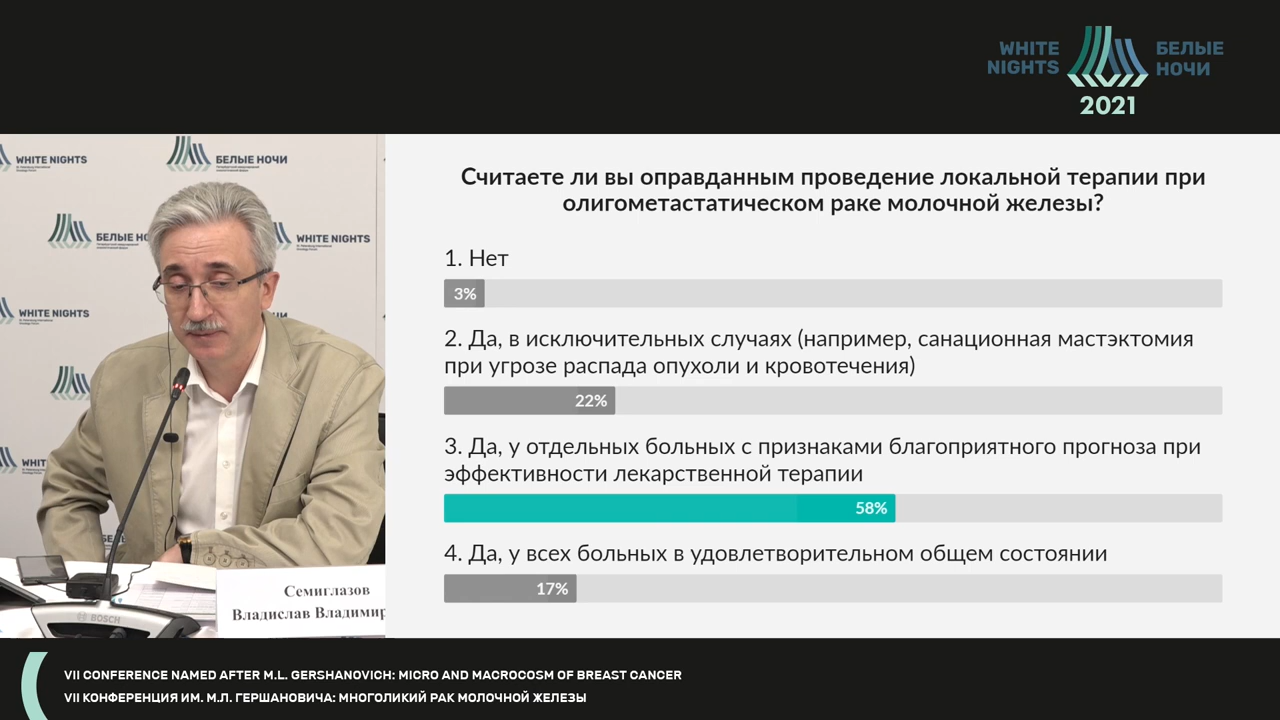 WHITE NIGHTS
БЕЛЫЕ НОЧИ
2021
WHITE NIGHTS
БЕЛЫЕ НОЧИ
WHITE NIGHTS
WHITE NIGHTS
BOSCH
Семиглазов
Владислав Владимир
Считаете ли вы оправданным проведение локальной терапии при
олигометастатическом раке молочной железы?
1. Нет
3%
2. Да, в исключительных случаях (например, санационная мастэктомия
при угрозе распада опухоли и кровотечения)
22%
3. Да, у отдельных больных с признаками благоприятного прогноза при
эффективности лекарственной терапии
58%
4. Да, у всех больных в удовлетворительном общем состоянии
17%
VII CONFERENCE NAMED AFTER M.L. GERSHANOVICH: MICRO AND MACROCOSM OF BREAST CANCER
VII КОНФЕРЕНЦИЯ ИМ. М.Л. ГЕРШАНОВИЧА: МНОГОЛИКИЙ РАК МОЛОЧНОЙ ЖЕЛЕЗЫ